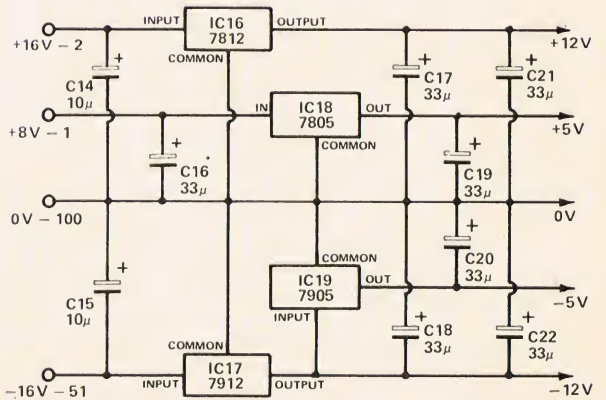 INPUT
IC16
7812
OUTPUT
COMMON
+16V – 2
+12V
+
C14
10μ
+
C17
33μ
+
C21
33μ
IN
IC18
7805
OUT
COMMON
+8V – 1
+5V
+
C16
33μ
+
C19
33μ
0V – 100
0V
+
C15
10μ
COMMON
IC19
7905
OUT
INPUT
+
C20
33μ
–5V
+
C18
33μ
+
C22
33μ
COMMON
–16V – 51
INPUT
IC17
7912
OUTPUT
–12V